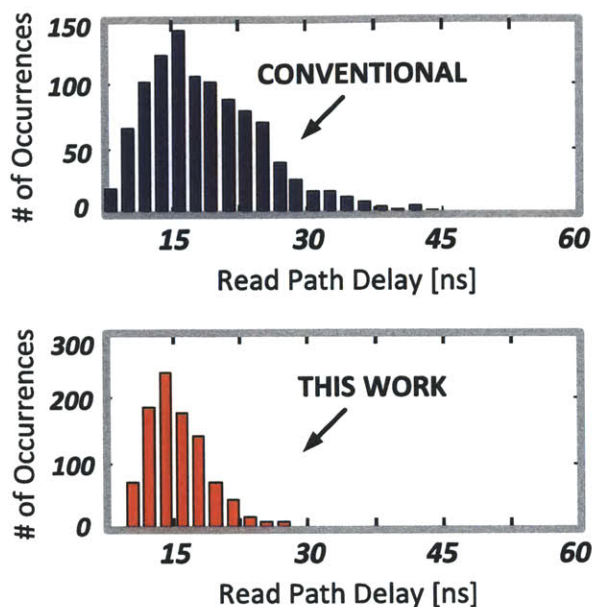 150
100
50
0
# of Occurrences
CONVENTIONAL
15 30 45 60
Read Path Delay [ns]
300
200
100
0
# of Occurrences
THIS WORK
15 30 45 60
Read Path Delay [ns]